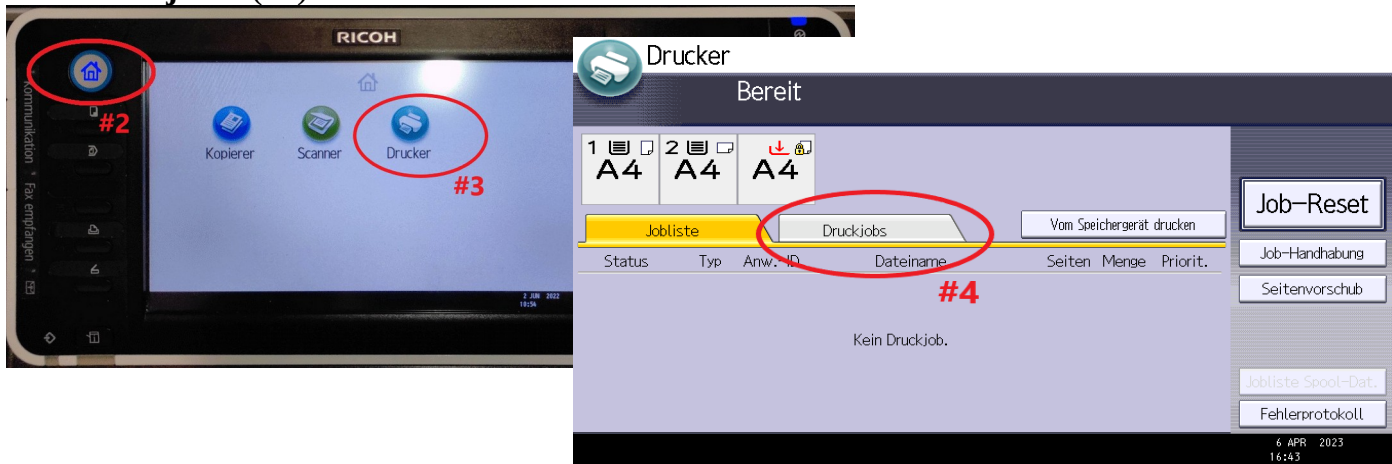 RICOH
#2
Kommunikation
Fax empfangen
Kopierer
Scanner
Drucker
#3
2 JUN 2022
10:54
Drucker
Bereit
1 2
A4 A4 A4
Jobliste
Druckjobs
Vom Speichergerät drucken
Status Typ Anw.-ID Dateiname Seiten Menge Priorit.
#4
Kein Druckjob.
Job-Reset
Job-Handhabung
Seitenvorschub
Jobliste Spool-Dat.
Fehlerprotokoll
6 APR 2023
16:43